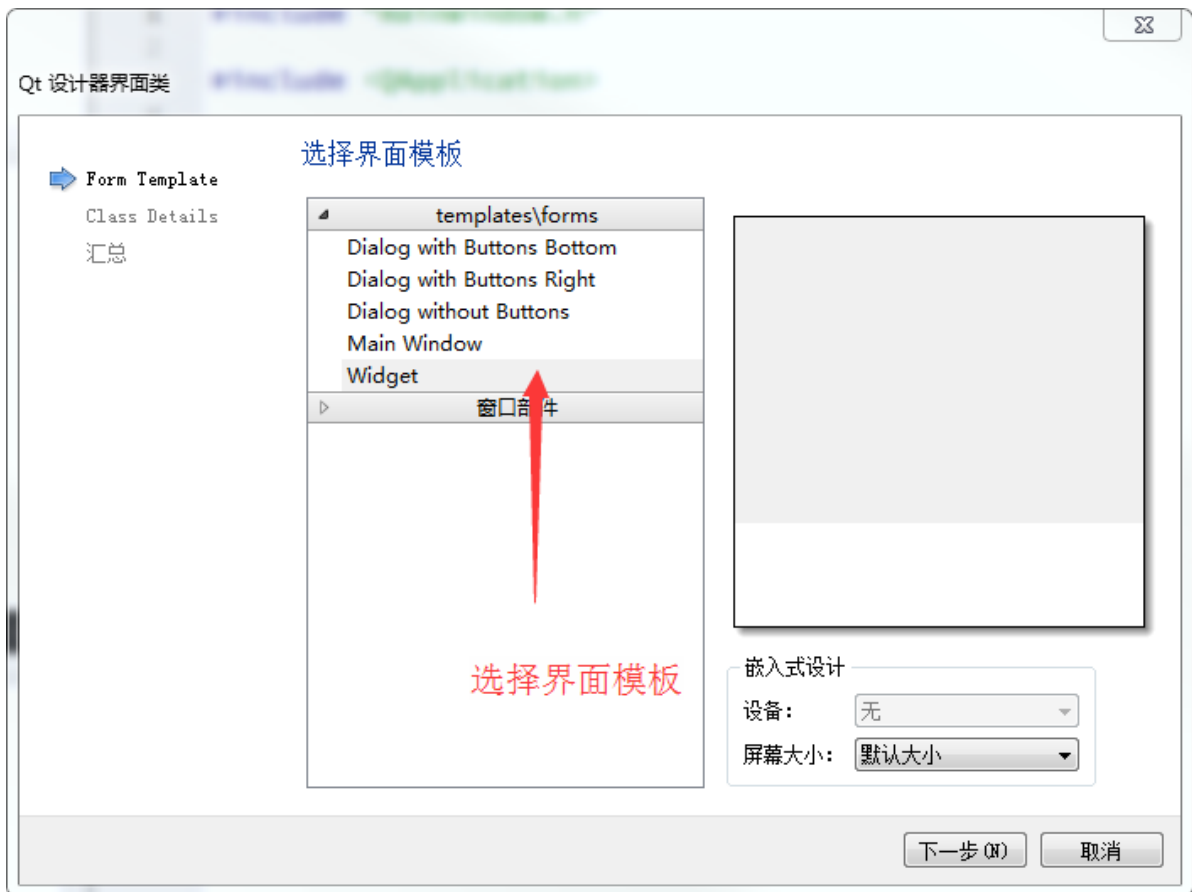 #include <QApplication>
Qt 设计器界面类
Form Template
Class Details
汇总
选择界面模板
templates\forms
Dialog with Buttons Bottom
Dialog with Buttons Right
Dialog without Buttons
Main Window
Widget
窗口部件
选择界面模板
嵌入式设计
设备：
无
屏幕大小：
默认大小
下一步(N)
取消